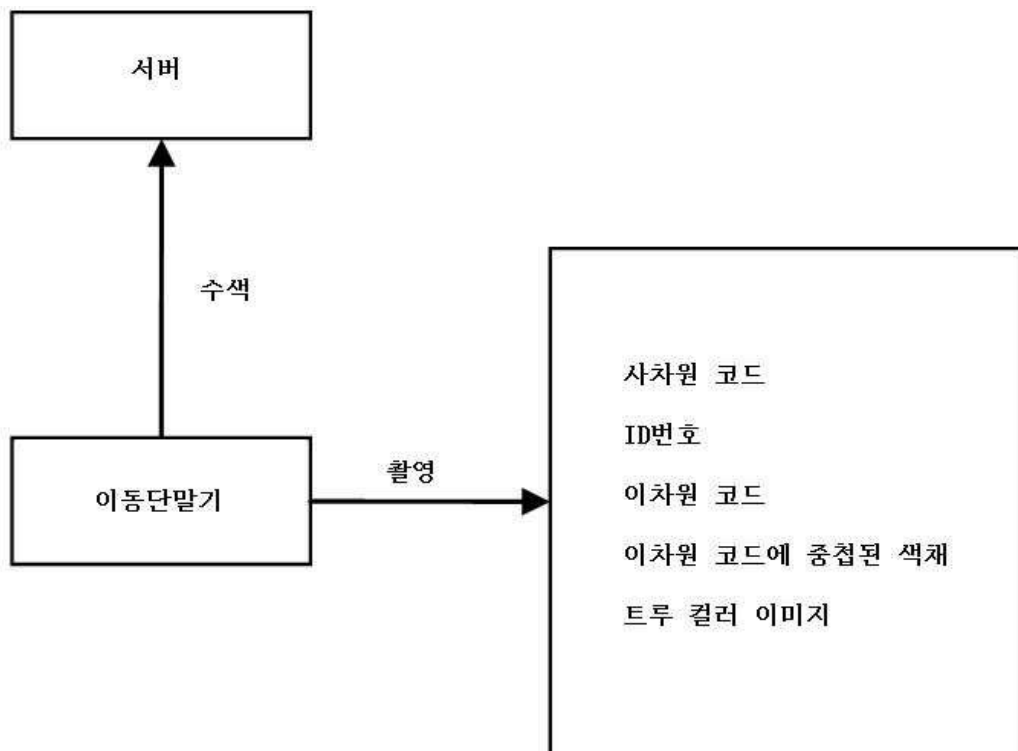 서버
수색
이동단말기
촬영
사차원 코드
ID번호
이차원 코드
이차원 코드에 중첩된 색채
트루 컬러 이미지